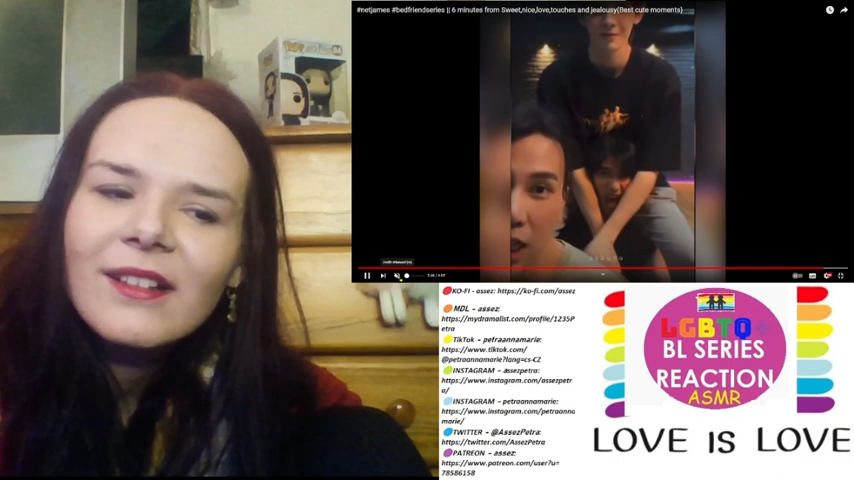 #netjames #bedfriendseries || 6 minutes from Sweet,nice,love,touches and jealousy{Best cute moments}
KO-FI - assez: https://ko-fi.com/assez
MDL - assez:
https://mydramalist.com/profile/1235P
etra
TikTok - petraannamarie:
https://www.tiktok.com/
@petraannamarie?lang=cs-CZ
INSTAGRAM - assezpetra:
https://www.instagram.com/assezpetr
a/
INSTAGRAM - petraannamarie:
https://www.instagram.com/petraanna
marie/
TWITTER - @AssezPetra:
https://twitter.com/AssezPetra
PATREON - assez:
https://www.patreon.com/user?u=
78586158
LGBTQ+
BL SERIES
REACTION
ASMR
LOVE IS LOVE